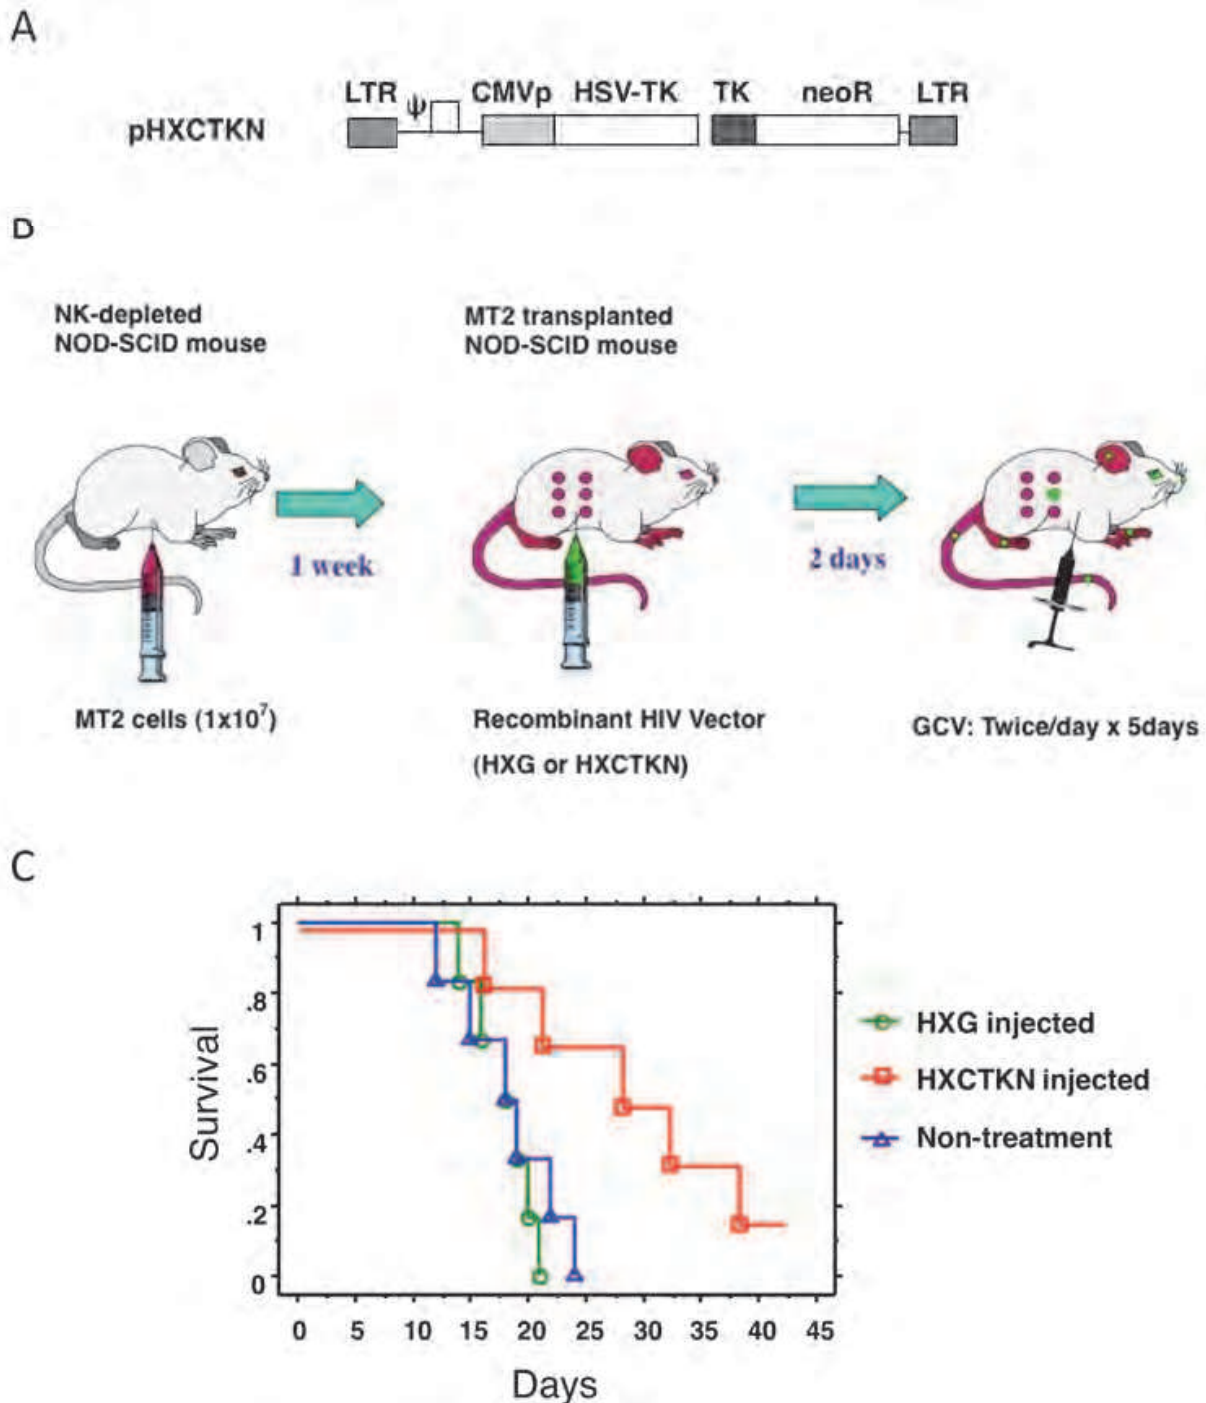 A
LTR ψ CMVp HSV-TK TK neoR LTR
pHXCTKN
D
NK-depleted
NOD-SCID mouse
MT2 transplanted
NOD-SCID mouse
1 week
2 days
MT2 cells (1x10⁷)
Recombinant HIV Vector
(HXG or HXCTKN)
GCV: Twice/day x 5days
C
1
.8
.6
.4
.2
0
Survival
0 5 10 15 20 25 30 35 40 45
Days
HXG injected
HXCTKN injected
Non-treatment